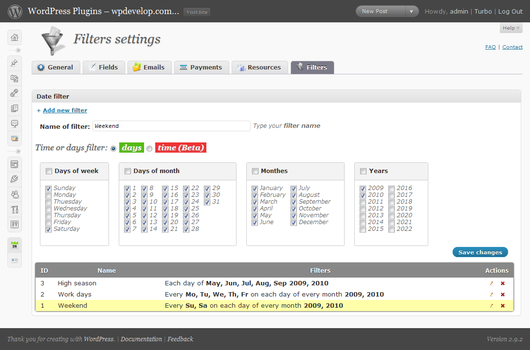 WordPress Plugins – wpdevelop.com... Visit Site New Post Howdy, admin | Turbo | Log Out
Help
Filters settings
FAQ | Contact
General Fields Emails Payments Resources Filters
Date filter
+ Add new filter
Name of filter: Weekend Type your filter name
Time or days filter: days time (Beta)
Days of week Days of month Monthes Years
Sunday 1 8 15 22 29 January July 2009 2016
Monday 2 9 16 23 30 February August 2010 2017
Tuesday 3 10 17 24 31 March September 2011 2018
Wednesday 4 11 18 25 April October 2012 2019
Thursday 5 12 19 26 May November 2013 2020
Friday 6 13 20 27 June December 2014 2021
Saturday 7 14 21 28 2015 2022
Save changes
ID Name Filters Actions
3 High season Each day of May, Jun, Jul, Aug, Sep 2009, 2010
2 Work days Every Mo, Tu, We, Th, Fr on each day of every month 2009, 2010
1 Weekend Every Su, Sa on each day of every month 2009, 2010
Thank you for creating with WordPress. | Documentation | Feedback Version 2.9.2